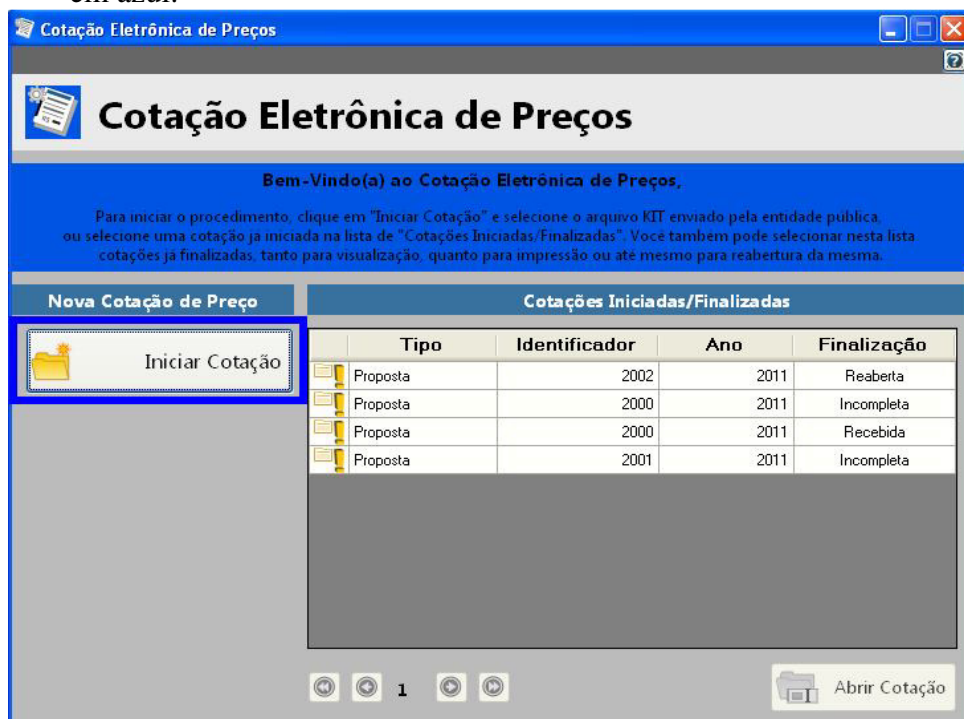 em azul.
Cotação Eletrônica de Preços
Cotação Eletrônica de Preços
Bem-Vindo(a) ao Cotação Eletrônica de Preços,
Para iniciar o procedimento, clique em "Iniciar Cotação" e selecione o arquivo KIT enviado pela entidade pública,
ou selecione uma cotação já iniciada na lista de "Cotações Iniciadas/Finalizadas". Você também pode selecionar nesta lista
cotações já finalizadas, tanto para visualização, quanto para impressão ou até mesmo para reabertura da mesma.
Nova Cotação de Preço
Cotações Iniciadas/Finalizadas
Iniciar Cotação
Tipo Identificador Ano Finalização
Proposta 2002 2011 Reaberta
Proposta 2000 2011 Incompleta
Proposta 2000 2011 Recebida
Proposta 2001 2011 Incompleta
1
Abrir Cotação